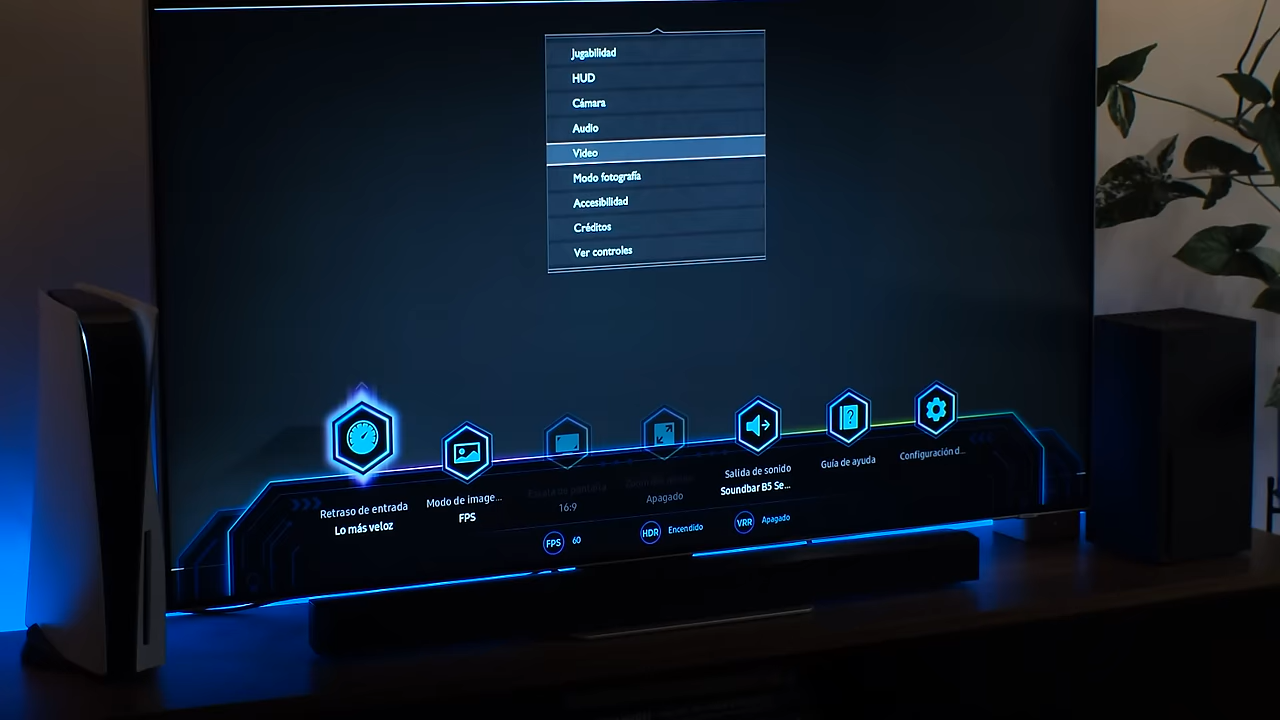 Jugabilidad
HUD
Cámara
Audio
Video
Modo fotografía
Accesibilidad
Créditos
Ver controles
Retraso de entrada
Lo más veloz
Modo de image...
FPS
16:9
Apagado
Salida de sonido
Soundbar B5 Se...
Guía de ayuda
Configuración d...
FPS 60
HDR Encendido
VRR Apagado